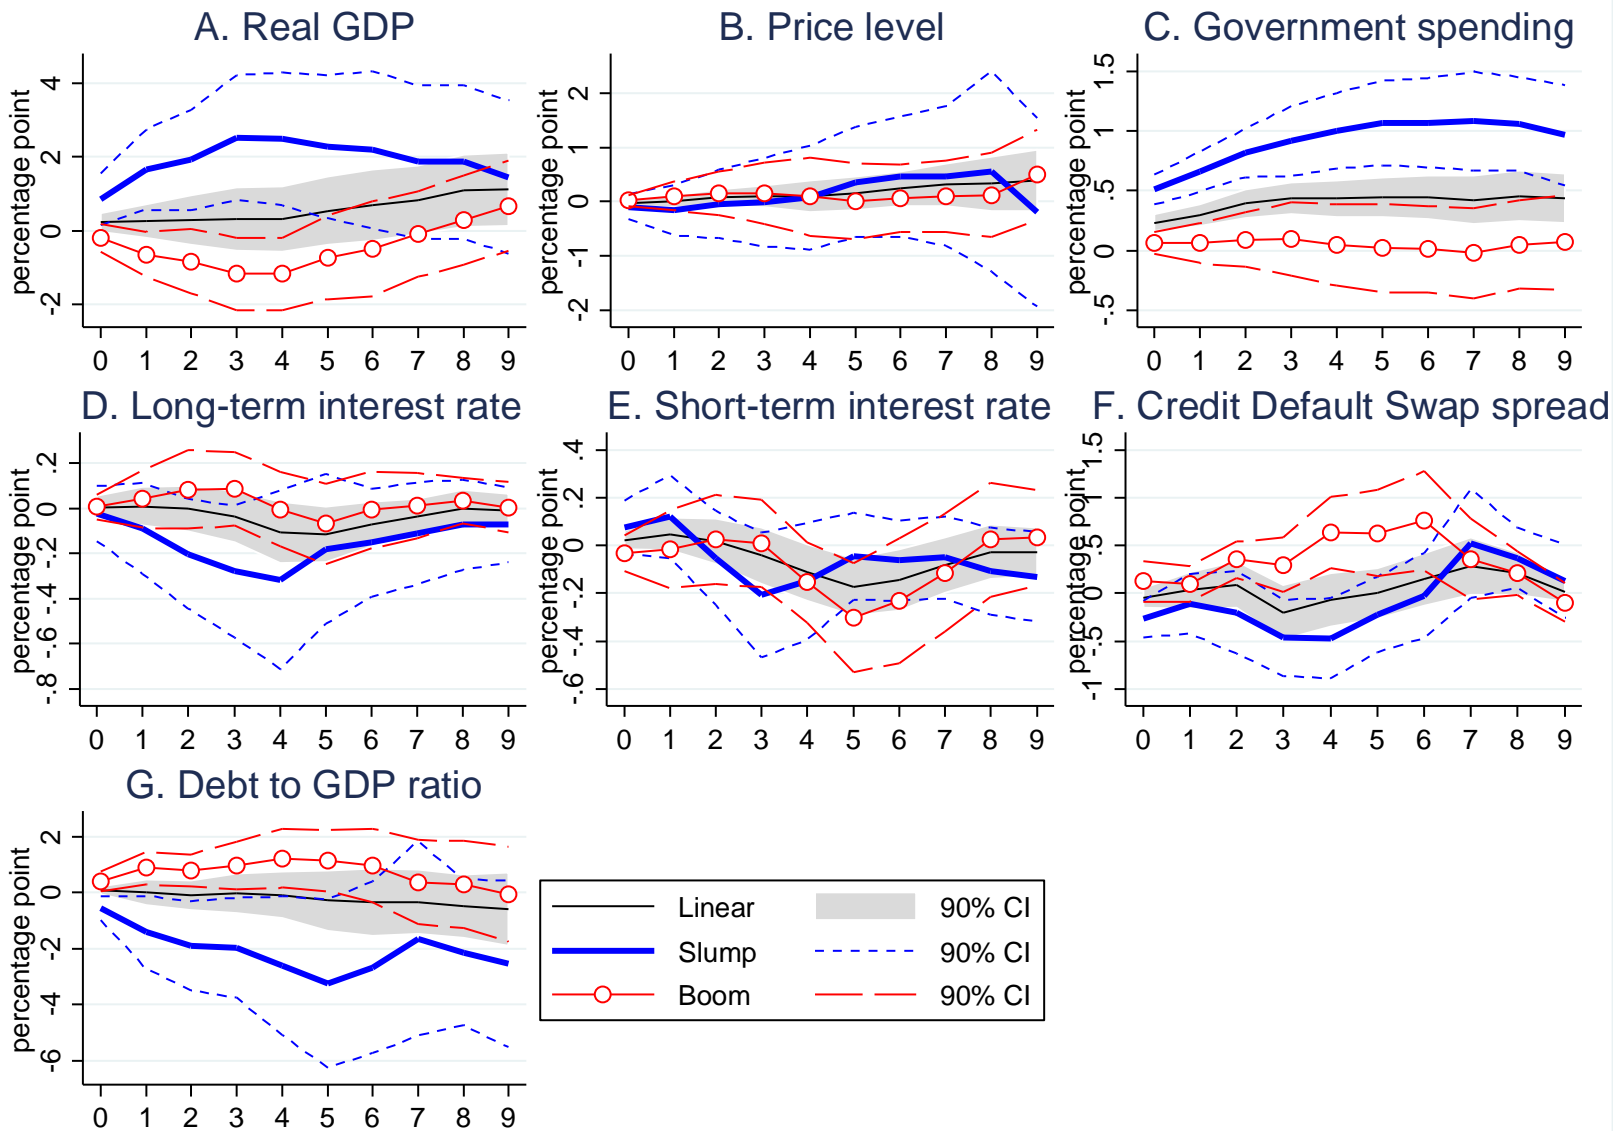 A. Real GDP
percentage point
4
2
0
-2
0 1 2 3 4 5 6 7 8 9
B. Price level
percentage point
2
1
0
-1
-2
0 1 2 3 4 5 6 7 8 9
C. Government spending
percentage point
1.5
1
.5
0
-.5
0 1 2 3 4 5 6 7 8 9
D. Long-term interest rate
percentage point
.2
0
-.2
-.4
-.6
-.8
0 1 2 3 4 5 6 7 8 9
E. Short-term interest rate
percentage point
.4
.2
0
-.2
-.4
-.6
0 1 2 3 4 5 6 7 8 9
F. Credit Default Swap spread
percentage point
1.5
1
.5
0
-.5
-1
0 1 2 3 4 5 6 7 8 9
G. Debt to GDP ratio
percentage point
2
0
-2
-4
-6
0 1 2 3 4 5 6 7 8 9
Linear 90% CI
Slump 90% CI
Boom 90% CI